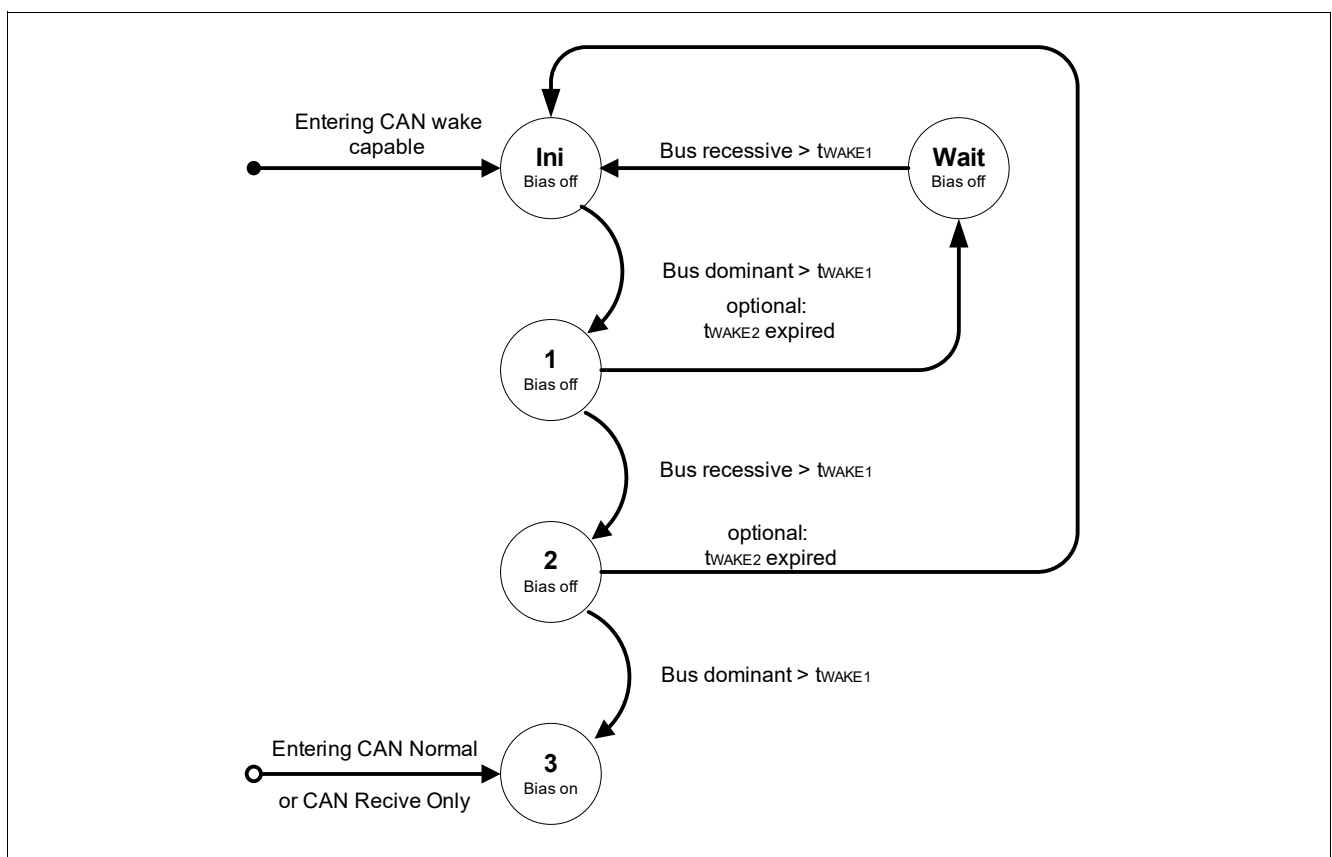 Entering CAN wake
capable
Ini
Bias off
Bus recessive > tWAKE1
Wait
Bias off
Bus dominant > tWAKE1
optional:
tWAKE2 expired
1
Bias off
Bus recessive > tWAKE1
optional:
tWAKE2 expired
2
Bias off
Bus dominant > tWAKE1
Entering CAN Normal
or CAN Recive Only
3
Bias on